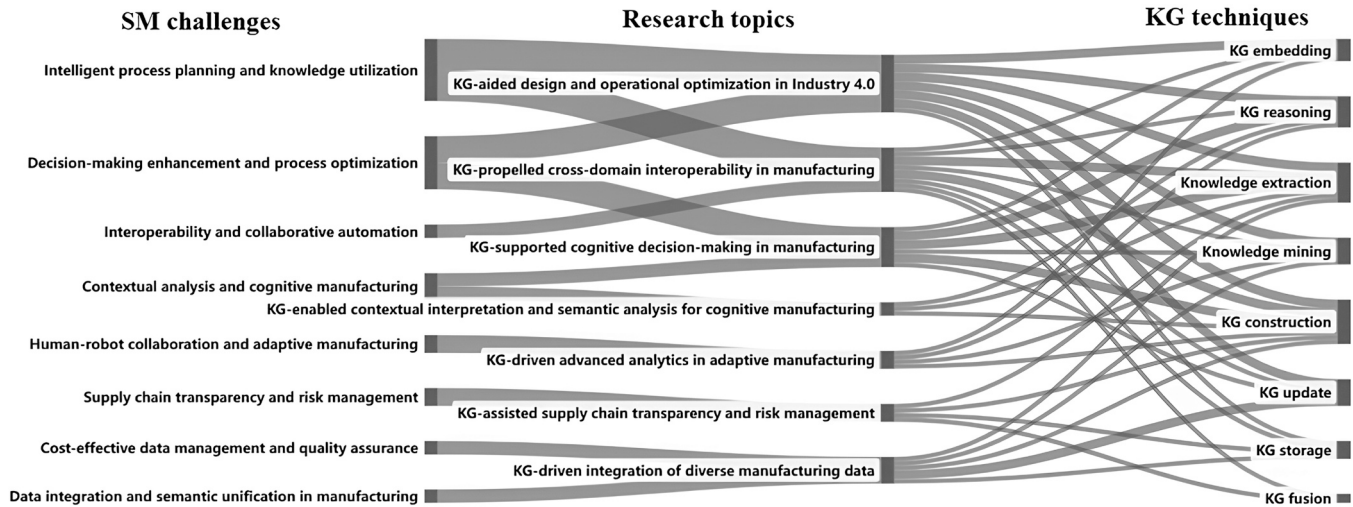 SM challenges
Research topics
KG techniques
Intelligent process planning and knowledge utilization
Decision-making enhancement and process optimization
Interoperability and collaborative automation
Contextual analysis and cognitive manufacturing
Human-robot collaboration and adaptive manufacturing
Supply chain transparency and risk management
Cost-effective data management and quality assurance
Data integration and semantic unification in manufacturing
KG-aided design and operational optimization in Industry 4.0
KG-propelled cross-domain interoperability in manufacturing
KG-supported cognitive decision-making in manufacturing
KG-enabled contextual interpretation and semantic analysis for cognitive manufacturing
KG-driven advanced analytics in adaptive manufacturing
KG-assisted supply chain transparency and risk management
KG-driven integration of diverse manufacturing data
KG embedding
KG reasoning
Knowledge extraction
Knowledge mining
KG construction
KG update
KG storage
KG fusion